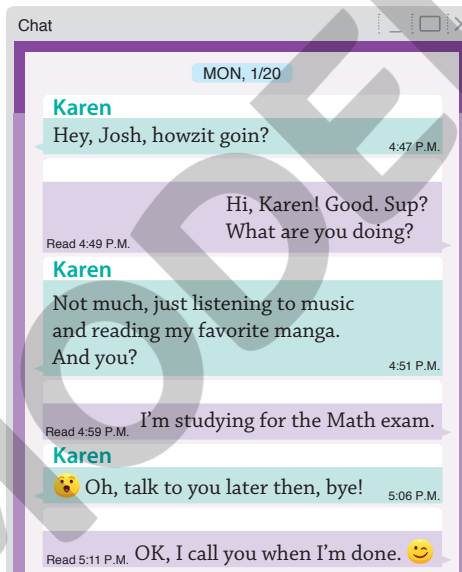 Chat
MON, 1/20
Karen
Hey, Josh, howzit goin?
4:47 P.M.
Hi, Karen! Good. Sup?
What are you doing?
Read 4:49 P.M.
Karen
Not much, just listening to music
and reading my favorite manga.
And you?
4:51 P.M.
I'm studying for the Math exam.
Read 4:59 P.M.
Karen
😮 Oh, talk to you later then, bye!
5:06 P.M.
Read 5:11 P.M. OK, I call you when I'm done. 😉